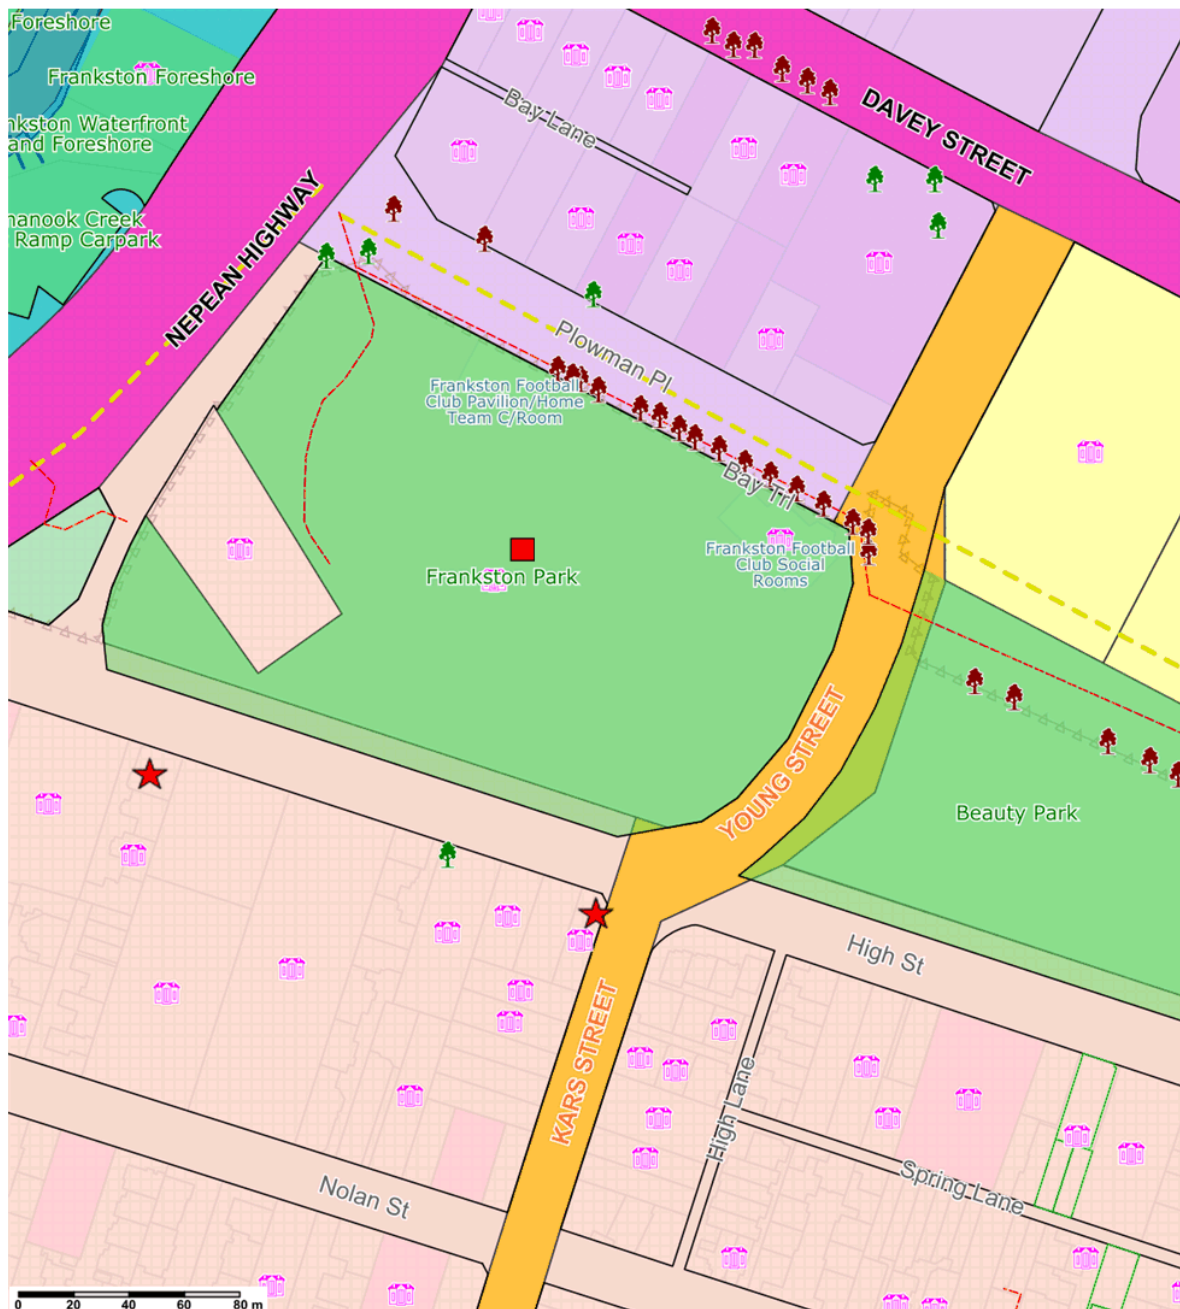 Foreshore
Frankston Foreshore
nkston Waterfront
and Foreshore
nanook Creek
Ramp Carpark
NEPEAN HIGHWAY
Bay Lane
DAVEY STREET
Plowman Pl
Frankston Football
Club Pavilion/Home
Team C/Room
Bay Trl
Frankston Football
Club Social
Rooms
Frankston Park
YOUNG STREET
Beauty Park
High St
KARS STREET
High Lane
Spring Lane
Nolan St
0 20 40 60 80 m